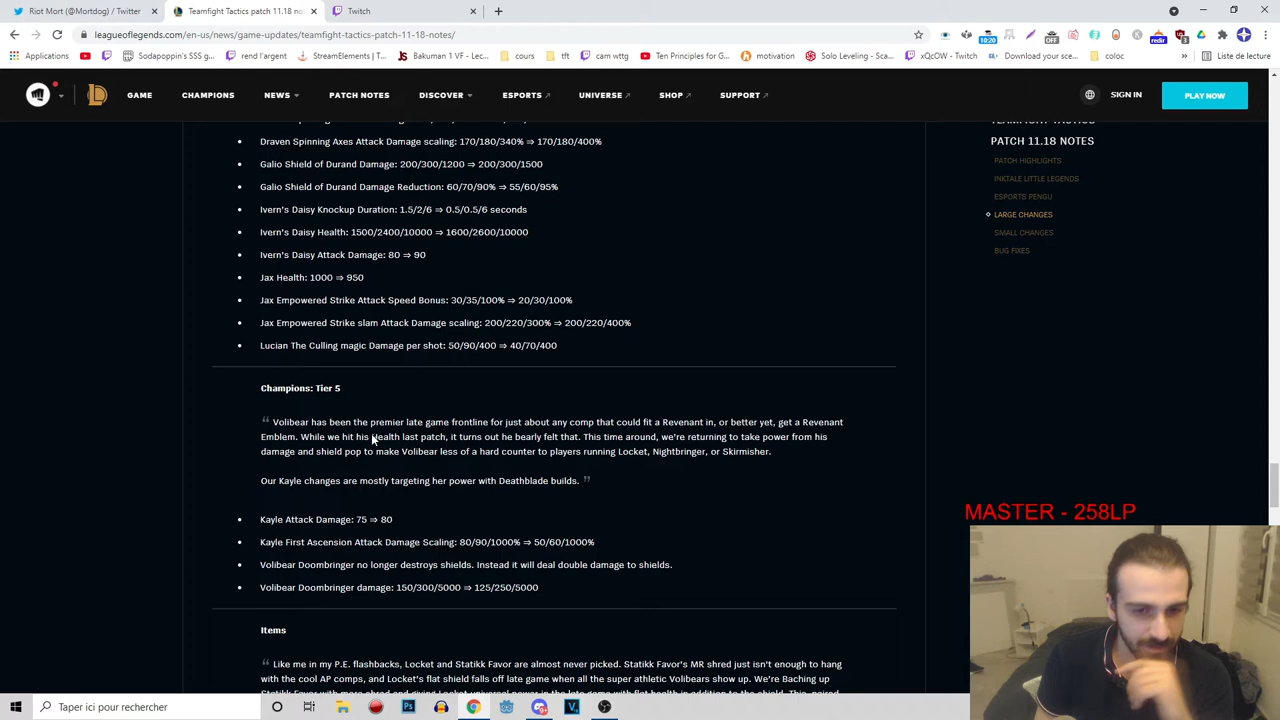 Riot Mort (@Mortdog) / Twitter
Teamfight Tactics patch 11.18 no
Twitch
leagueoflegends.com/en-us/news/game-updates/teamfight-tactics-patch-11-18-notes/
10:20
OFF
redir
3
Applications
Sodapoppin's SSS g...
rend l'argent
StreamElements | T...
Bakuman 1 VF - Lec...
cours
tft
cam wttg
Ten Principles for G...
motivation
Solo Leveling - Sca...
xQcOW - Twitch
Download your sce...
coloc
»
Liste de lecture
GAME
CHAMPIONS
NEWS
PATCH NOTES
DISCOVER
ESPORTS
UNIVERSE
SHOP
SUPPORT
SIGN IN
PLAY NOW
• Draven Spinning Axes Attack Damage scaling: 170/180/340% ⇒ 170/180/400%
• Galio Shield of Durand Damage: 200/300/1200 ⇒ 200/300/1500
• Galio Shield of Durand Damage Reduction: 60/70/90% ⇒ 55/60/95%
• Ivern's Daisy Knockup Duration: 1.5/2/6 ⇒ 0.5/0.5/6 seconds
• Ivern's Daisy Health: 1500/2400/10000 ⇒ 1600/2600/10000
• Ivern's Daisy Attack Damage: 80 ⇒ 90
• Jax Health: 1000 ⇒ 950
• Jax Empowered Strike Attack Speed Bonus: 30/35/100% ⇒ 20/30/100%
• Jax Empowered Strike slam Attack Damage scaling: 200/220/300% ⇒ 200/220/400%
• Lucian The Culling magic Damage per shot: 50/90/400 ⇒ 40/70/400
Champions: Tier 5
“ Volibear has been the premier late game frontline for just about any comp that could fit a Revenant in, or better yet, get a Revenant
Emblem. While we hit his Health last patch, it turns out he bearly felt that. This time around, we're returning to take power from his
damage and shield pop to make Volibear less of a hard counter to players running Locket, Nightbringer, or Skirmisher.
Our Kayle changes are mostly targeting her power with Deathblade builds. ”
• Kayle Attack Damage: 75 ⇒ 80
• Kayle First Ascension Attack Damage Scaling: 80/90/1000% ⇒ 50/60/1000%
• Volibear Doombringer no longer destroys shields. Instead it will deal double damage to shields.
• Volibear Doombringer damage: 150/300/5000 ⇒ 125/250/5000
Items
“ Like me in my P.E. flashbacks, Locket and Statikk Favor are almost never picked. Statikk Favor's MR shred just isn't enough to hang
with the cool AP comps, and Locket's flat shield falls off late game when all the super athletic Volibears show up. We're Baching up
TEAMFIGHT TACTICS
PATCH 11.18 NOTES
PATCH HIGHLIGHTS
INKTALE LITTLE LEGENDS
ESPORTS PENGU
LARGE CHANGES
SMALL CHANGES
BUG FIXES
MASTER - 258LP
Taper ici pour rechercher